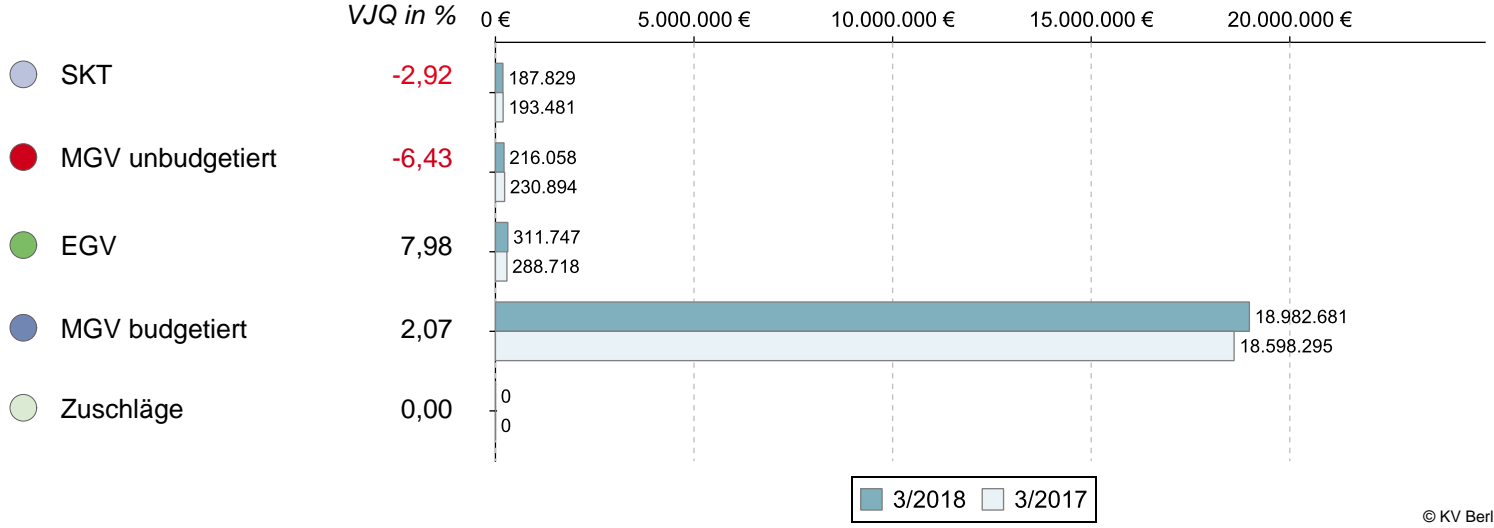 VJQ in % 0 € 5.000.000 € 10.000.000 € 15.000.000 € 20.000.000 €
SKT -2,92 187.829
193.481
MGV unbudgetiert -6,43 216.058
230.894
EGV 7,98 311.747
288.718
MGV budgetiert 2,07 18.982.681
18.598.295
Zuschläge 0,00 0
0
3/2018 3/2017
© KV Berl